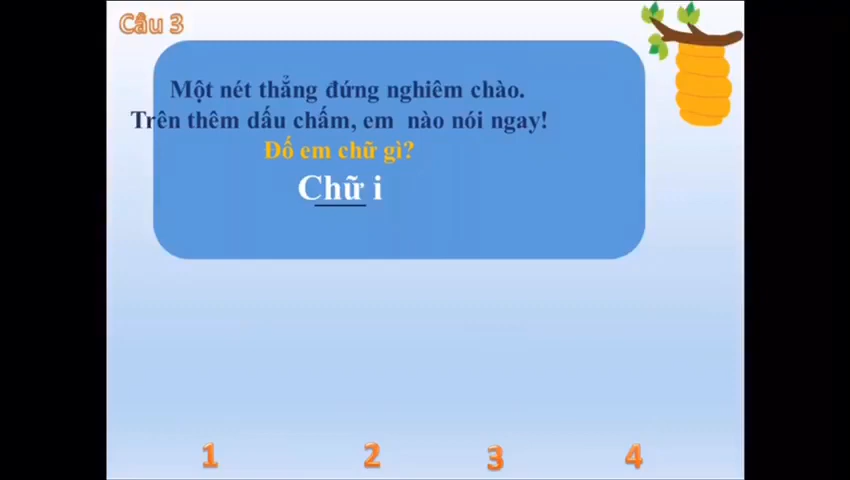 Câu 3
Một nét thẳng đứng nghiêm chào.
Trên thêm dấu chấm, em nào nói ngay!
Đố em chữ gì?
Chữ i
1 2 3 4